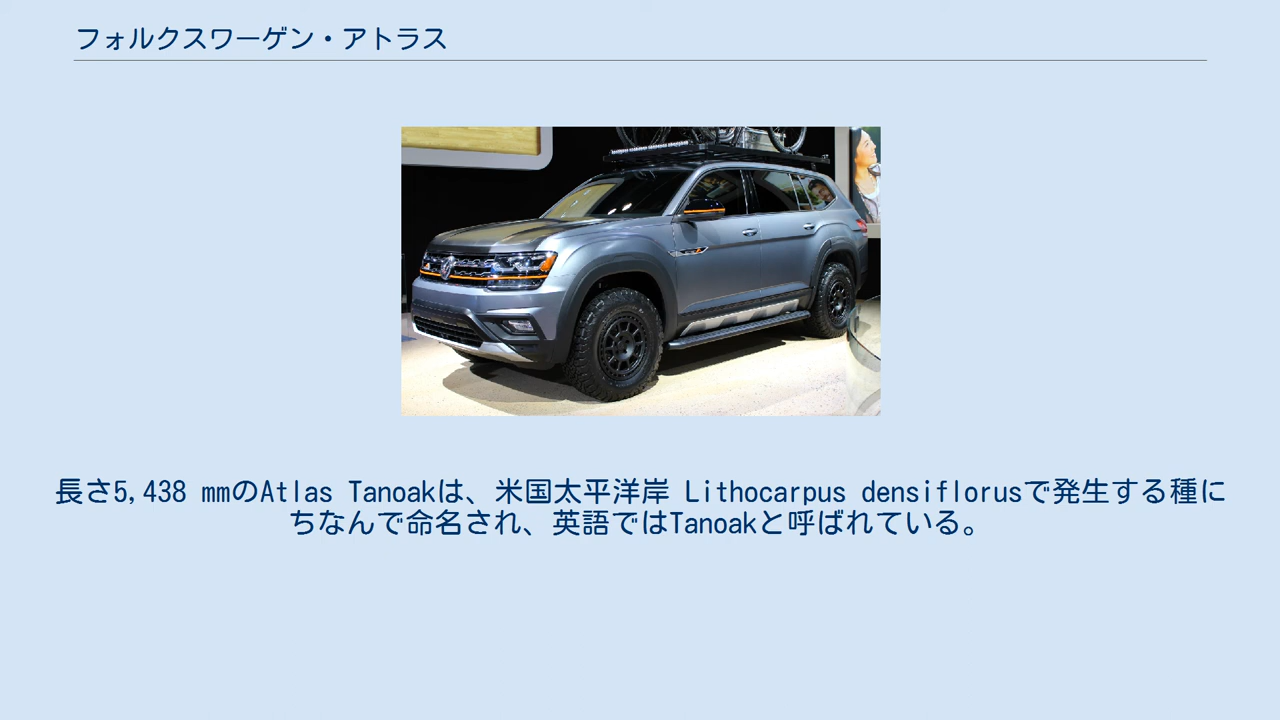 フォルクスワーゲン・アトラス
長さ5,438 mmのAtlas Tanoakは、米国太平洋岸 Lithocarpus densiflorusで発生する種に
ちなんで命名され、英語ではTanoakと呼ばれている。